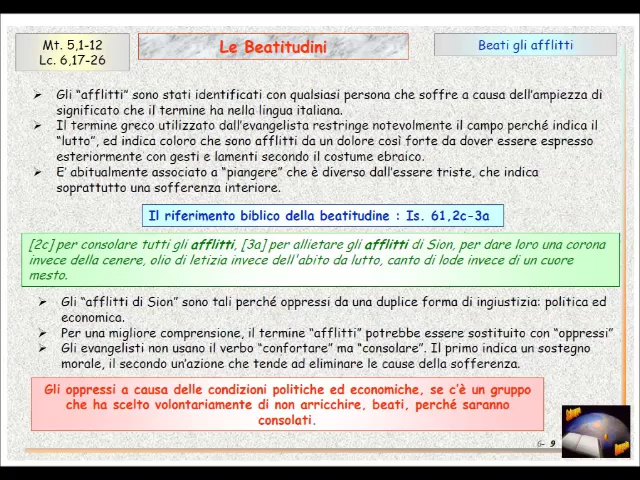 Mt. 5,1-12
Lc. 6,17-26
Le Beatitudini
Beati gli afflitti
➢ Gli “afflitti” sono stati identificati con qualsiasi persona che soffre a causa dell’ampiezza di
significato che il termine ha nella lingua italiana.
➢ Il termine greco utilizzato dall’evangelista restringe notevolmente il campo perché indica il
“lutto”, ed indica coloro che sono afflitti da un dolore così forte da dover essere espresso
esteriormente con gesti e lamenti secondo il costume ebraico.
➢ E’ abitualmente associato a “piangere” che è diverso dall’essere triste, che indica
soprattutto una sofferenza interiore.
Il riferimento biblico della beatitudine : Is. 61,2c-3a
[2c] per consolare tutti gli afflitti, [3a] per allietare gli afflitti di Sion, per dare loro una corona
invece della cenere, olio di letizia invece dell'abito da lutto, canto di lode invece di un cuore
mesto.
➢ Gli “afflitti di Sion” sono tali perché oppressi da una duplice forma di ingiustizia: politica ed
economica.
➢ Per una migliore comprensione, il termine “afflitti” potrebbe essere sostituito con “oppressi”
➢ Gli evangelisti non usano il verbo “confortare” ma “consolare”. Il primo indica un sostegno
morale, il secondo un’azione che tende ad eliminare le cause della sofferenza.
Gli oppressi a causa delle condizioni politiche ed economiche, se c’è un gruppo
che ha scelto volontariamente di non arricchire, beati, perché saranno
consolati.
6- 9